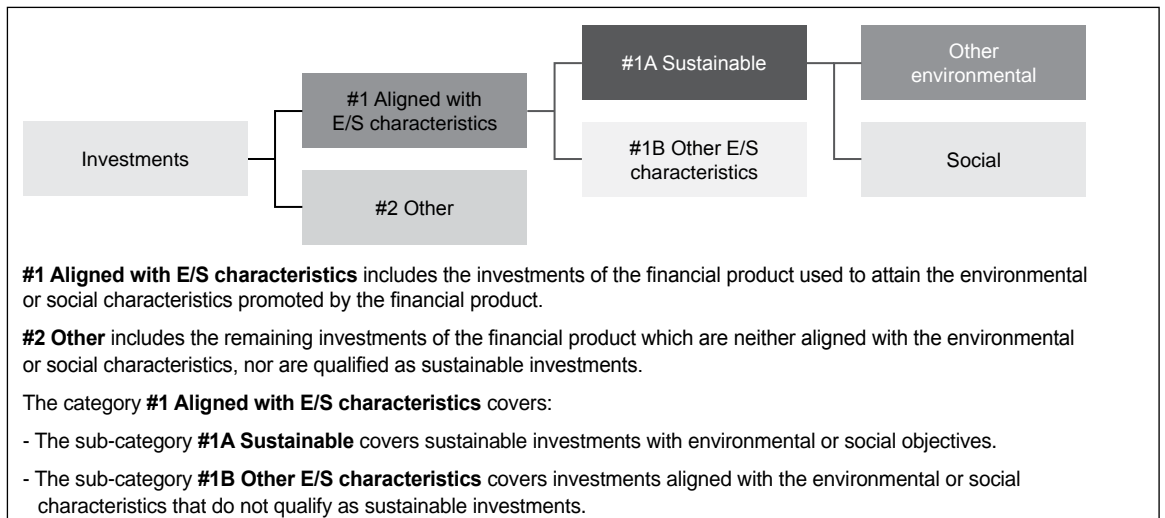 Investments
#1 Aligned with
E/S characteristics
#2 Other
#1A Sustainable
#1B Other E/S
characteristics
Other
environmental
Social
#1 Aligned with E/S characteristics includes the investments of the financial product used to attain the environmental
or social characteristics promoted by the financial product.
#2 Other includes the remaining investments of the financial product which are neither aligned with the environmental
or social characteristics, nor are qualified as sustainable investments.
The category #1 Aligned with E/S characteristics covers:
- The sub-category #1A Sustainable covers sustainable investments with environmental or social objectives.
- The sub-category #1B Other E/S characteristics covers investments aligned with the environmental or social
characteristics that do not qualify as sustainable investments.